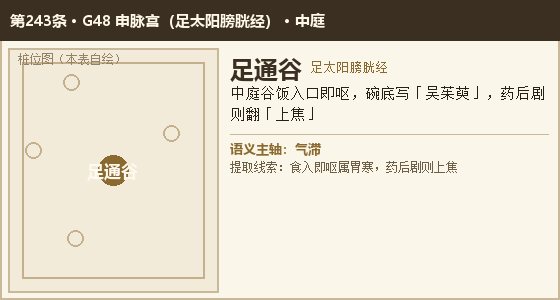 第243条・G48 申脉宫（足太阳膀胱经）・中庭
桩位图（本表自绘）
足通谷
足通谷 足太阳膀胱经
中庭谷饭入口即呕，碗底写「吴茱萸」，药后剧
则翻「上焦」
语义主轴：气滞
提取线索：食入即呕属胃寒，药后剧则上焦